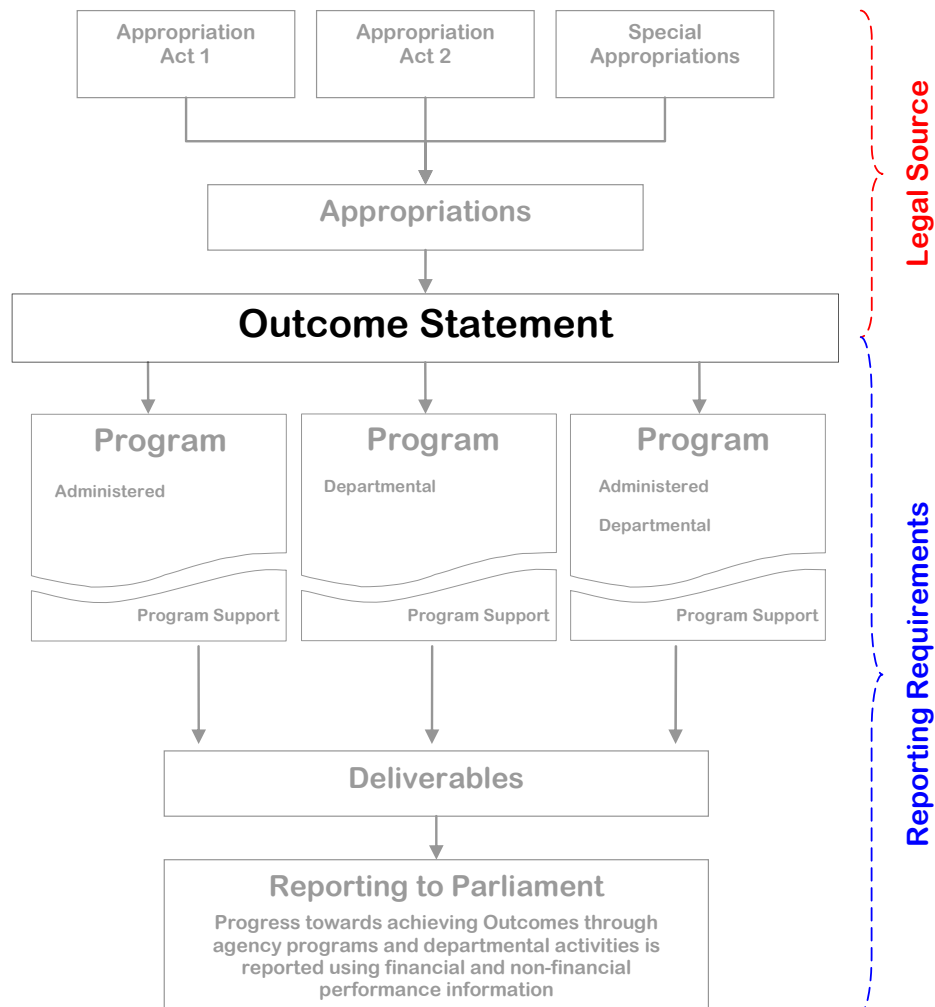 Appropriation
Act 1
Appropriation
Act 2
Special
Appropriations
Legal Source
Appropriations
Outcome Statement
Program
Administered
Program Support
Program
Departmental
Program Support
Program
Administered
Departmental
Program Support
Reporting Requirements
Deliverables
Reporting to Parliament
Progress towards achieving Outcomes through
agency programs and departmental activities is
reported using financial and non-financial
performance information